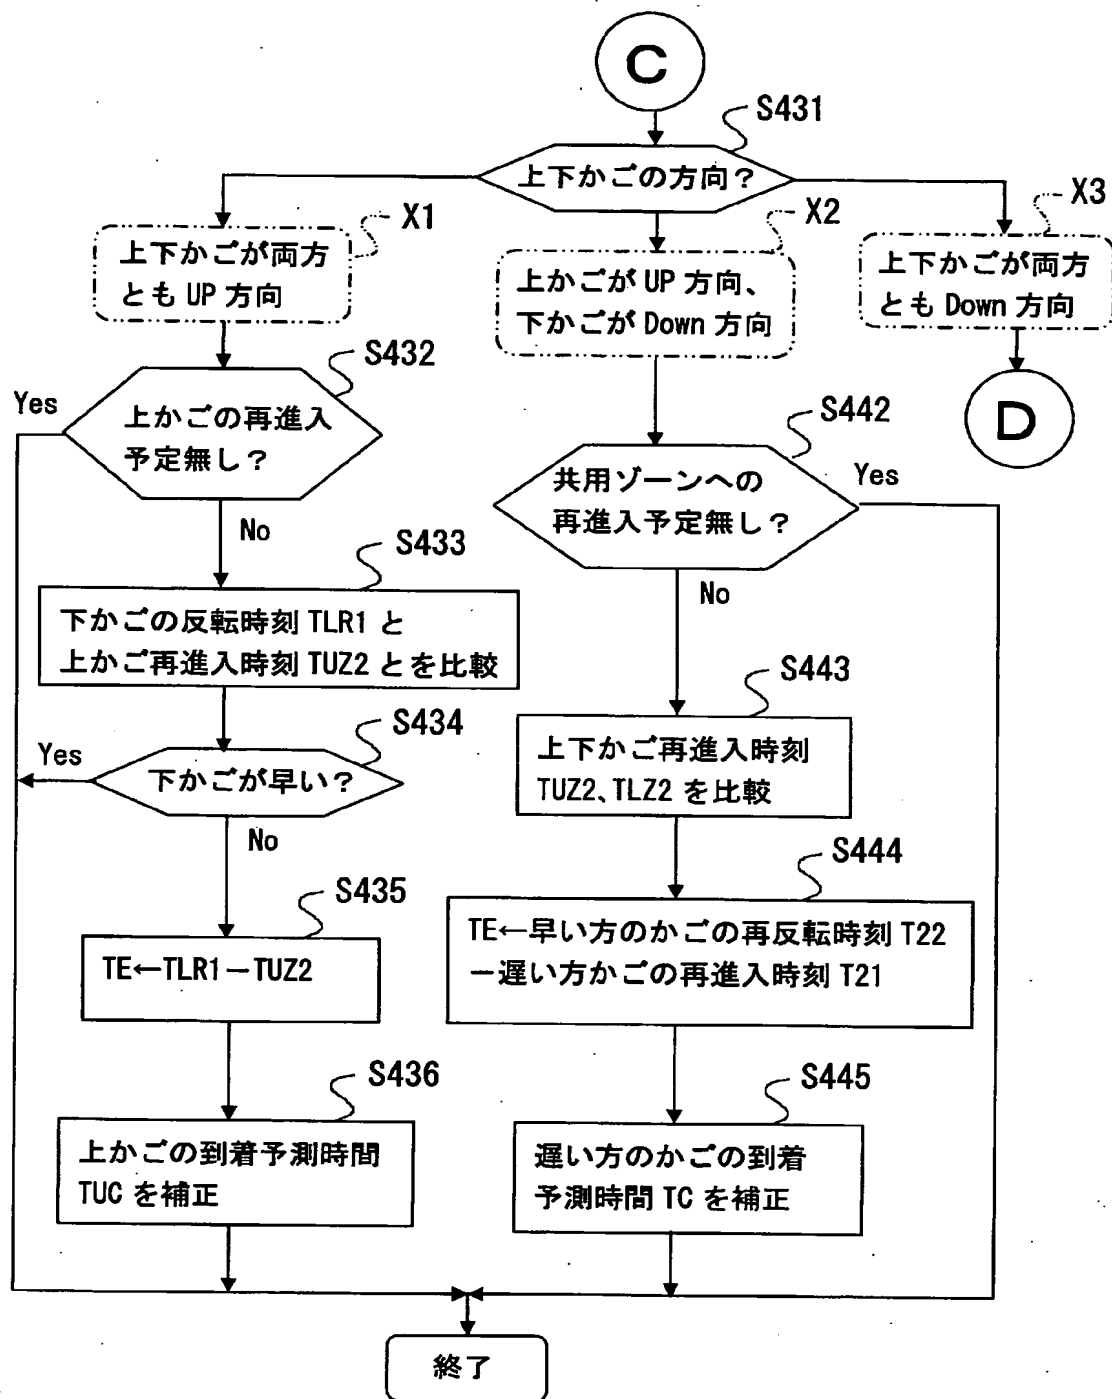 C
S431
上下かごの方向？
X1
上下かごが両方
とも UP 方向
X2
上かごが UP 方向、
下かごが Down 方向
X3
上下かごが両方
とも Down 方向
D
S432
Yes
上かごの再進入
予定無し？
No
S433
下かごの反転時刻 TLR1 と
上かご再進入時刻 TUZ2 とを比較
S434
Yes
下かごが早い？
No
S435
TE←TLR1－TUZ2
S436
上かごの到着予測時間
TUC を補正
S442
共用ゾーンへの
再進入予定無し？
Yes
No
S443
上下かご再進入時刻
TUZ2、TLZ2 を比較
S444
TE←早い方のかごの再反転時刻 T22
－遅い方かごの再進入時刻 T21
S445
遅い方のかごの到着
予測時間 TC を補正
終了